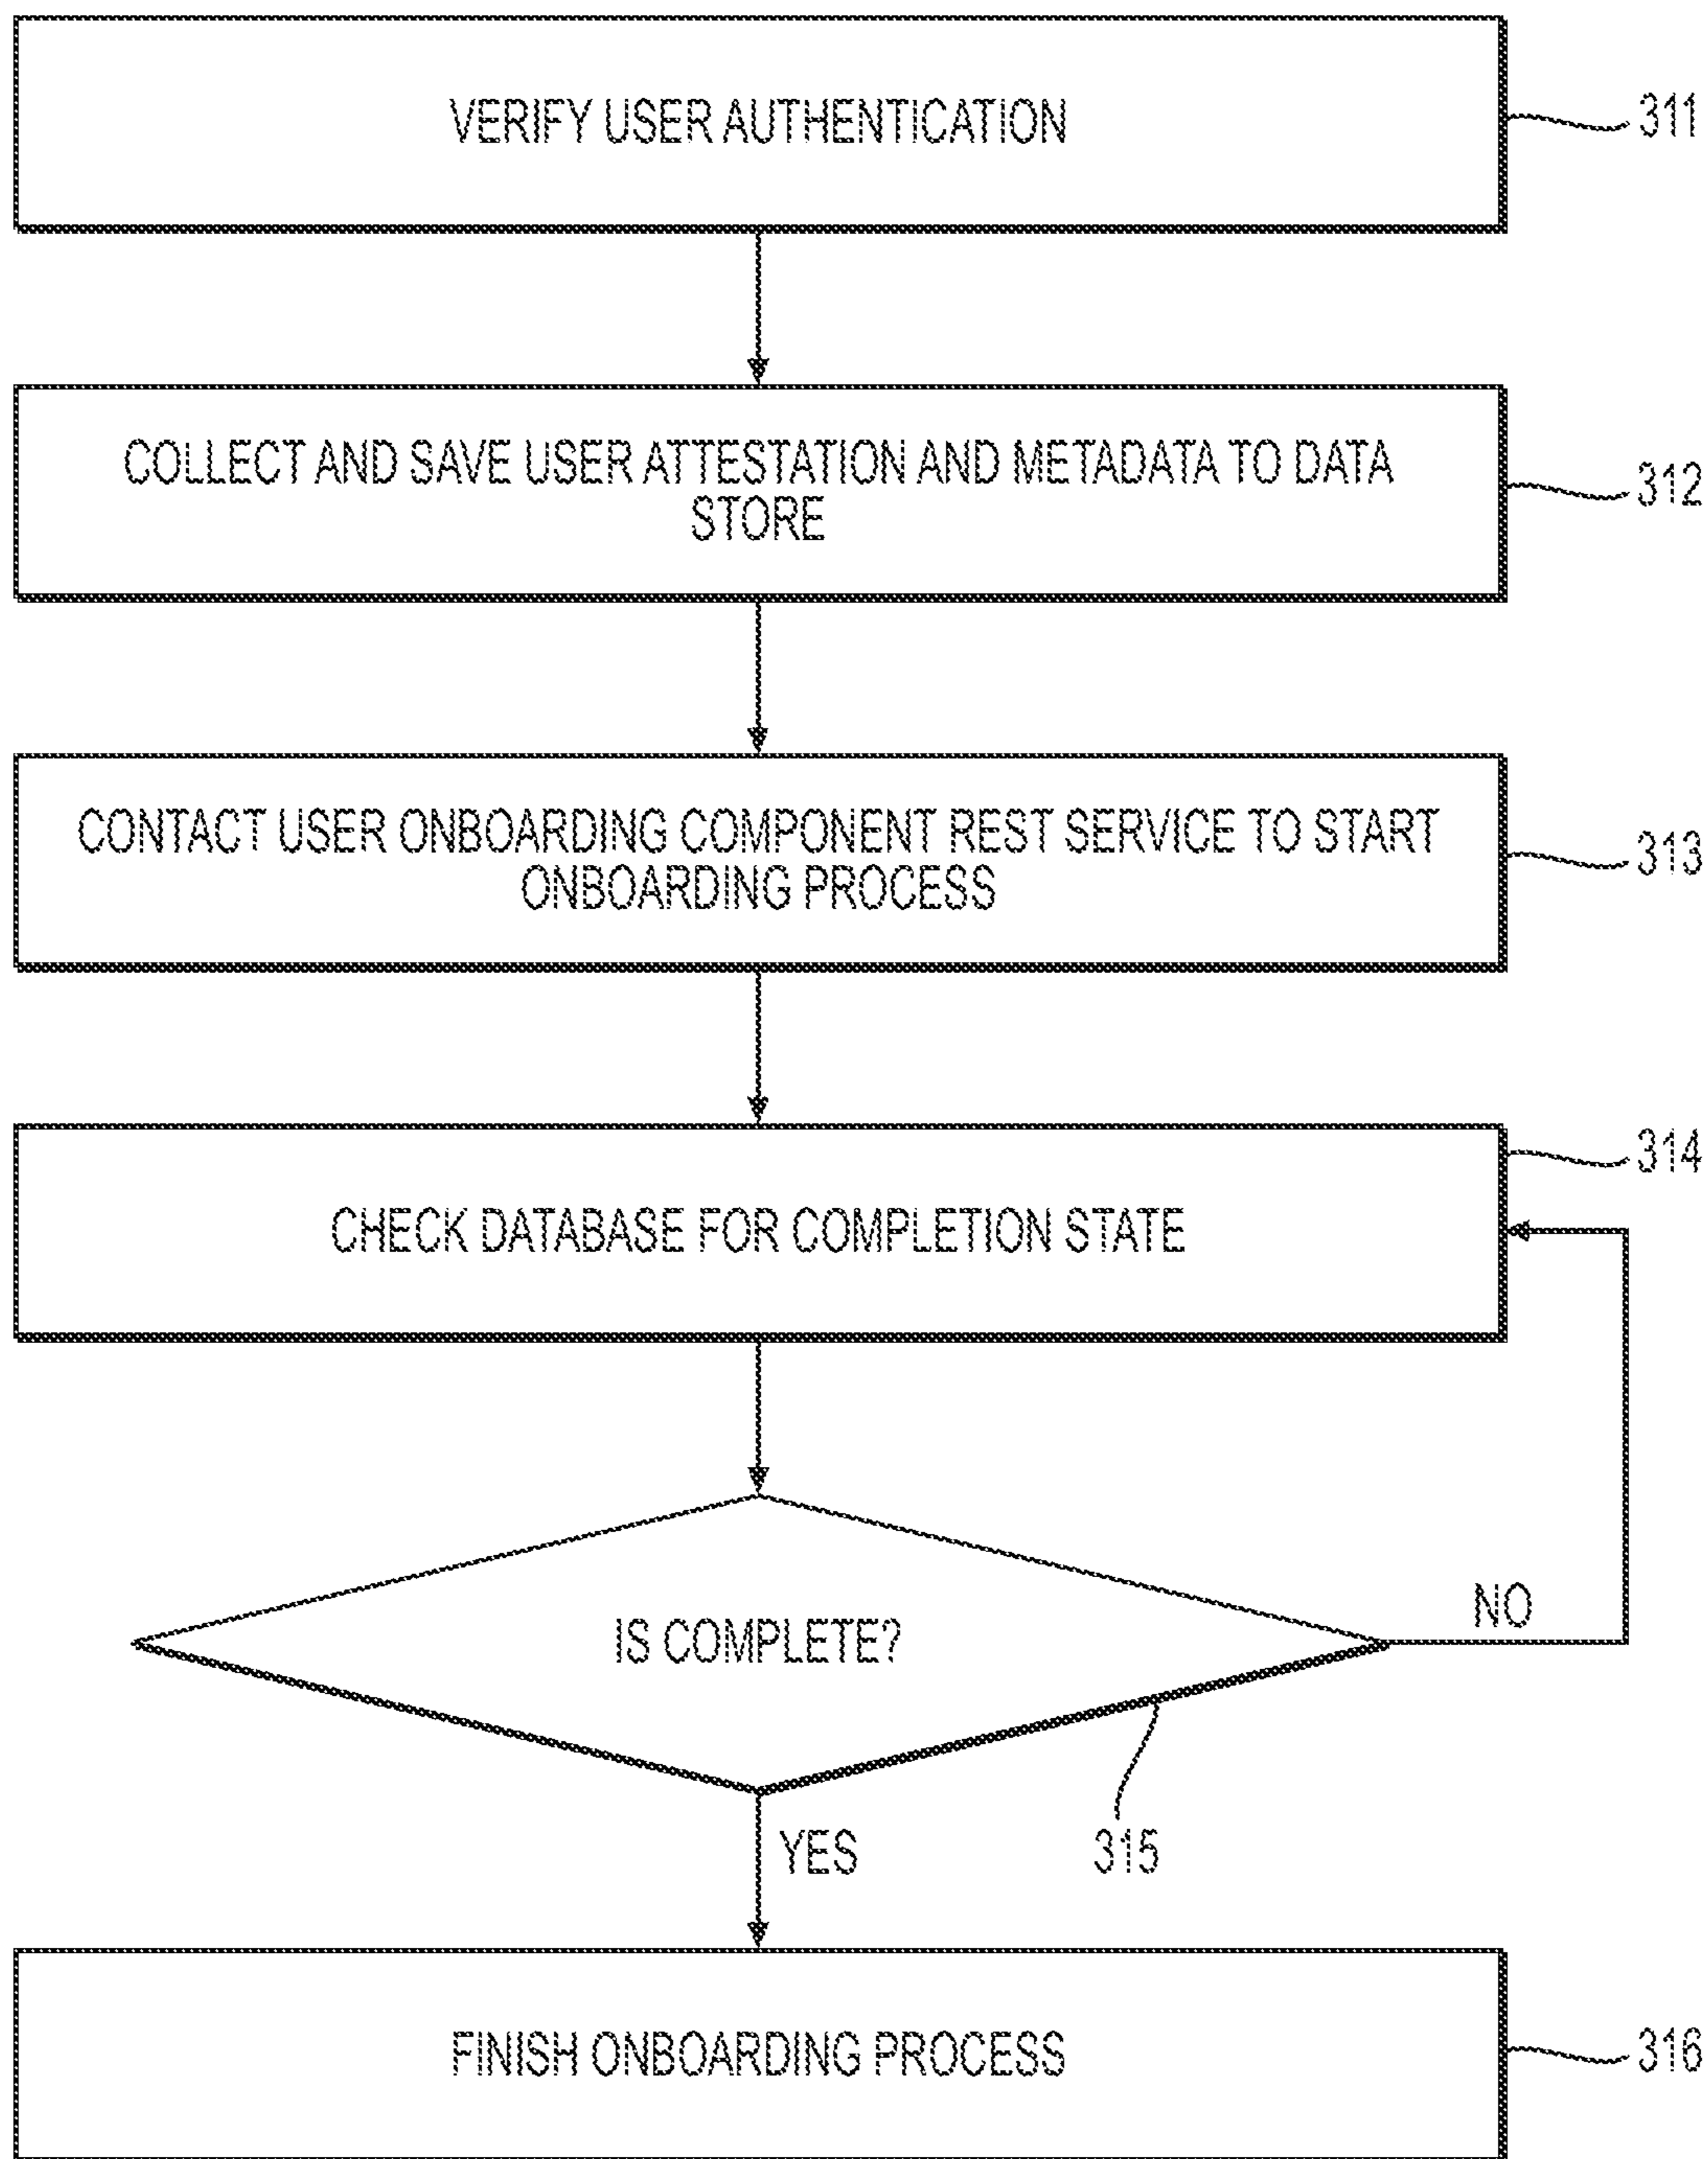 VERIFY USER AUTHENTICATION
311
COLLECT AND SAVE USER ATTESTATION AND METADATA TO DATA
STORE
312
CONTACT USER ONBOARDING COMPONENT REST SERVICE TO START
ONBOARDING PROCESS
313
314
CHECK DATABASE FOR COMPLETION STATE
NO
IS COMPLETE?
YES
315
FINISH ONBOARDING PROCESS
316